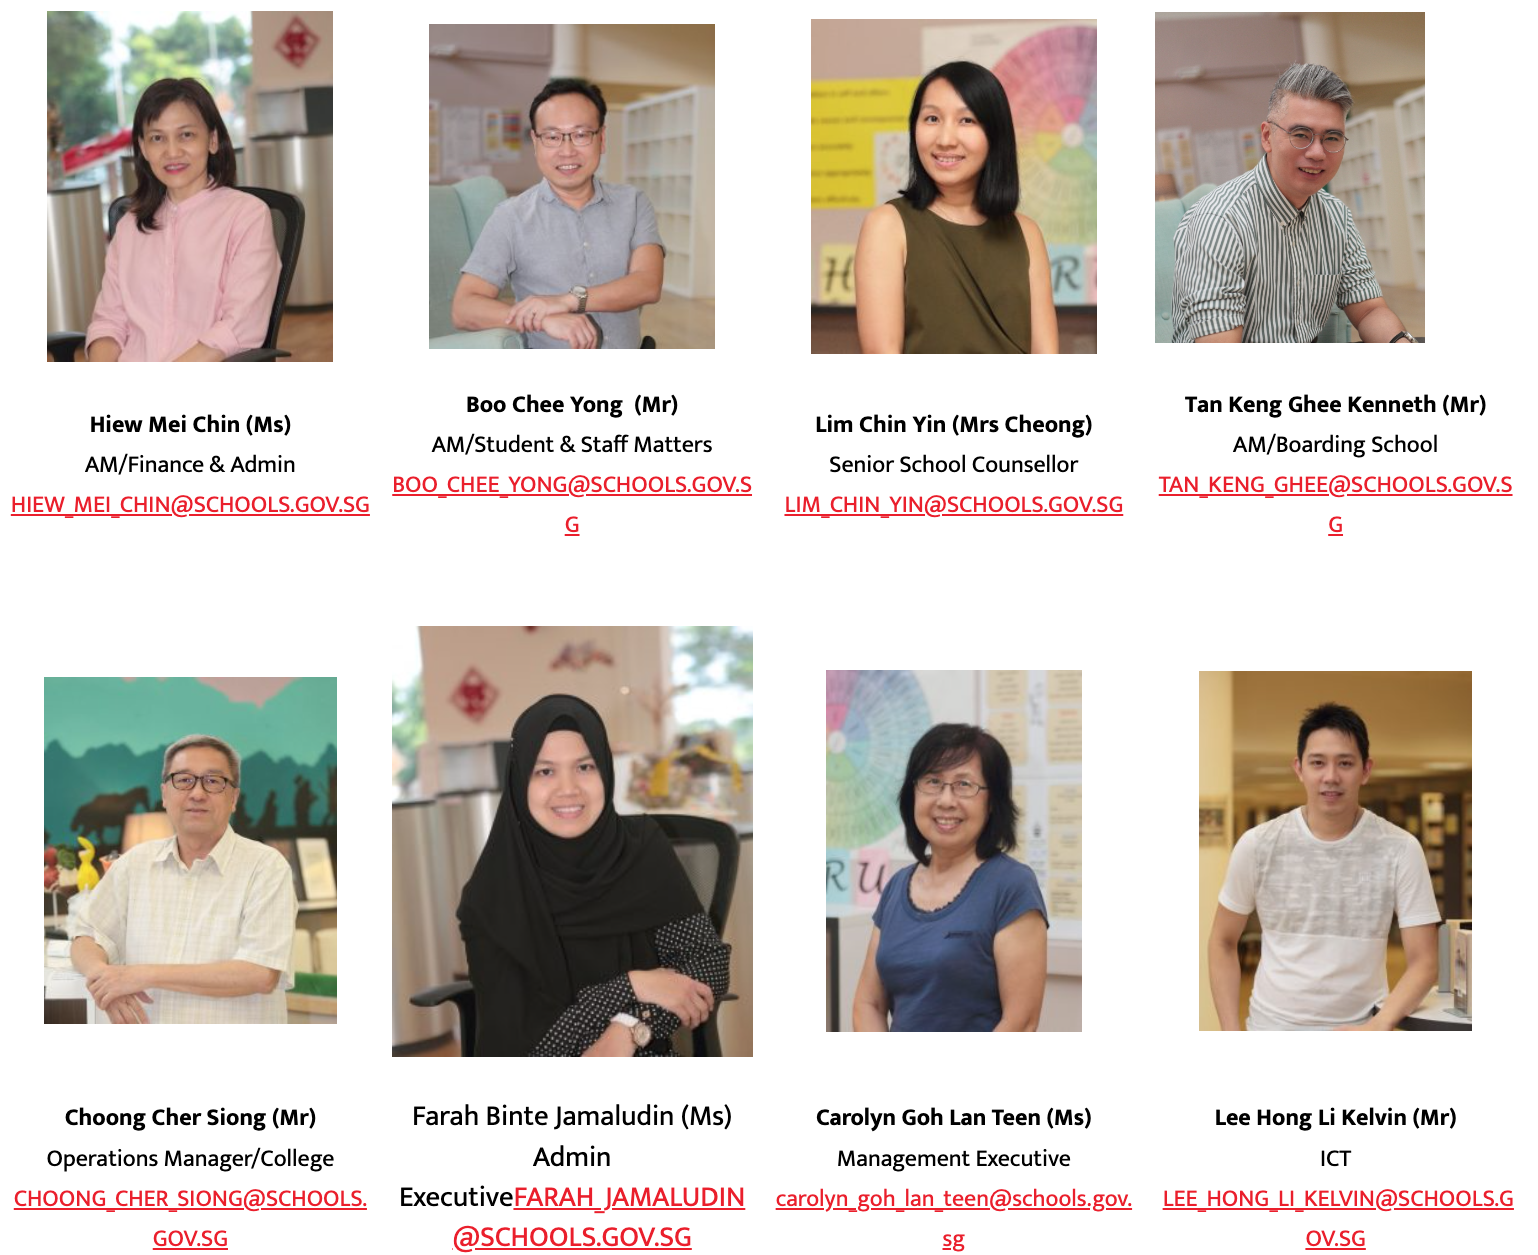 Hiew Mei Chin (Ms)
AM/Finance & Admin
HIEW_MEI_CHIN@SCHOOLS.GOV.SG
Boo Chee Yong  (Mr)
AM/Student & Staff Matters
BOO_CHEE_YONG@SCHOOLS.GOV.S
G
Lim Chin Yin (Mrs Cheong)
Senior School Counsellor
LIM_CHIN_YIN@SCHOOLS.GOV.SG
Tan Keng Ghee Kenneth (Mr)
AM/Boarding School
TAN_KENG_GHEE@SCHOOLS.GOV.S
G
R U
Choong Cher Siong (Mr)
Operations Manager/College
CHOONG_CHER_SIONG@SCHOOLS.
GOV.SG
Farah Binte Jamaludin (Ms)
Admin
ExecutiveFARAH_JAMALUDIN
@SCHOOLS.GOV.SG
Carolyn Goh Lan Teen (Ms)
Management Executive
carolyn_goh_lan_teen@schools.gov.
sg
Lee Hong Li Kelvin (Mr)
ICT
LEE_HONG_LI_KELVIN@SCHOOLS.G
OV.SG